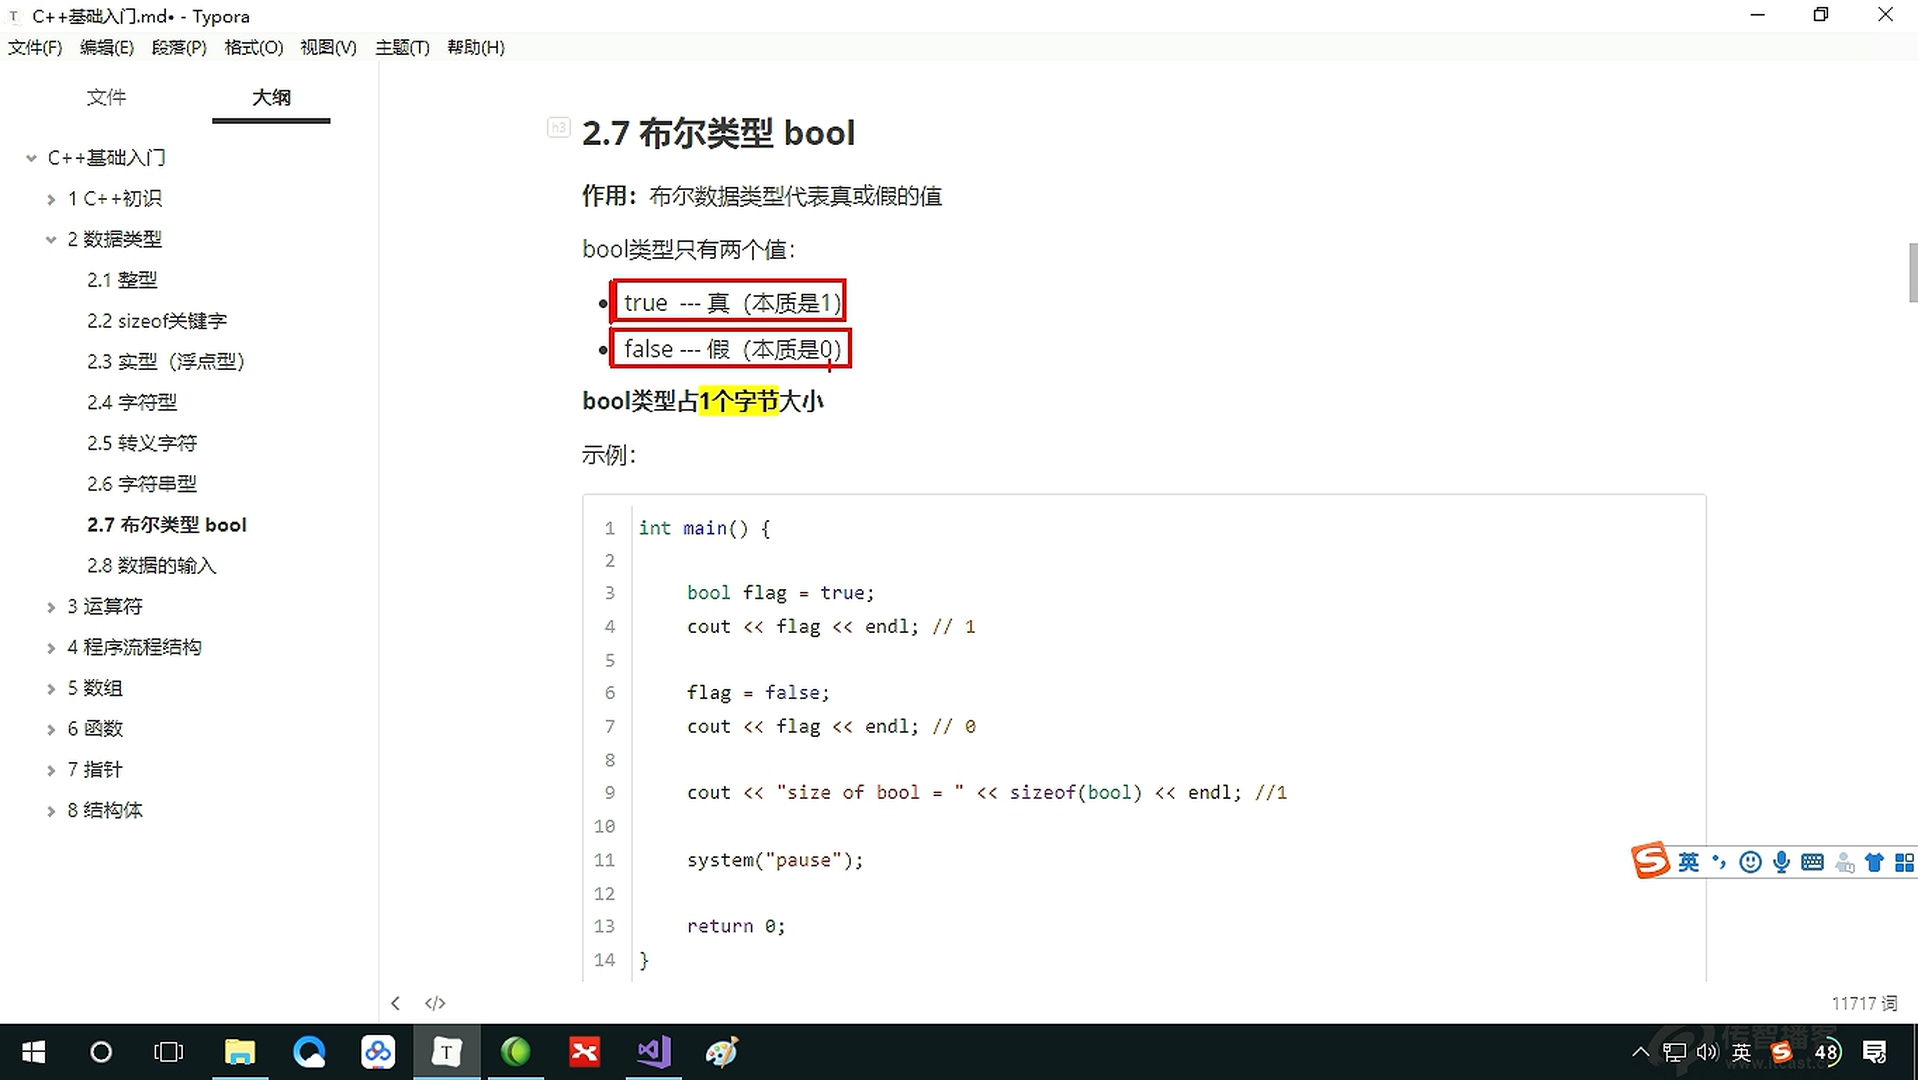 C++基础入门.md• - Typora
文件(F) 编辑(E) 段落(P) 格式(O) 视图(V) 主题(T) 帮助(H)
文件 大纲
C++基础入门
1 C++初识
2 数据类型
2.1 整型
2.2 sizeof关键字
2.3 实型（浮点型）
2.4 字符型
2.5 转义字符
2.6 字符串型
2.7 布尔类型 bool
2.8 数据的输入
3 运算符
4 程序流程结构
5 数组
6 函数
7 指针
8 结构体
h3 2.7 布尔类型 bool
作用：布尔数据类型代表真或假的值
bool类型只有两个值：
• true --- 真（本质是1）
• false --- 假（本质是0）
bool类型占1个字节大小
示例：
1 int main() {
2
3 bool flag = true;
4 cout << flag << endl; // 1
5
6 flag = false;
7 cout << flag << endl; // 0
8
9 cout << "size of bool = " << sizeof(bool) << endl; //1
10
11 system("pause");
12
13 return 0;
14 }
英
11717 词
英 48
传智播客